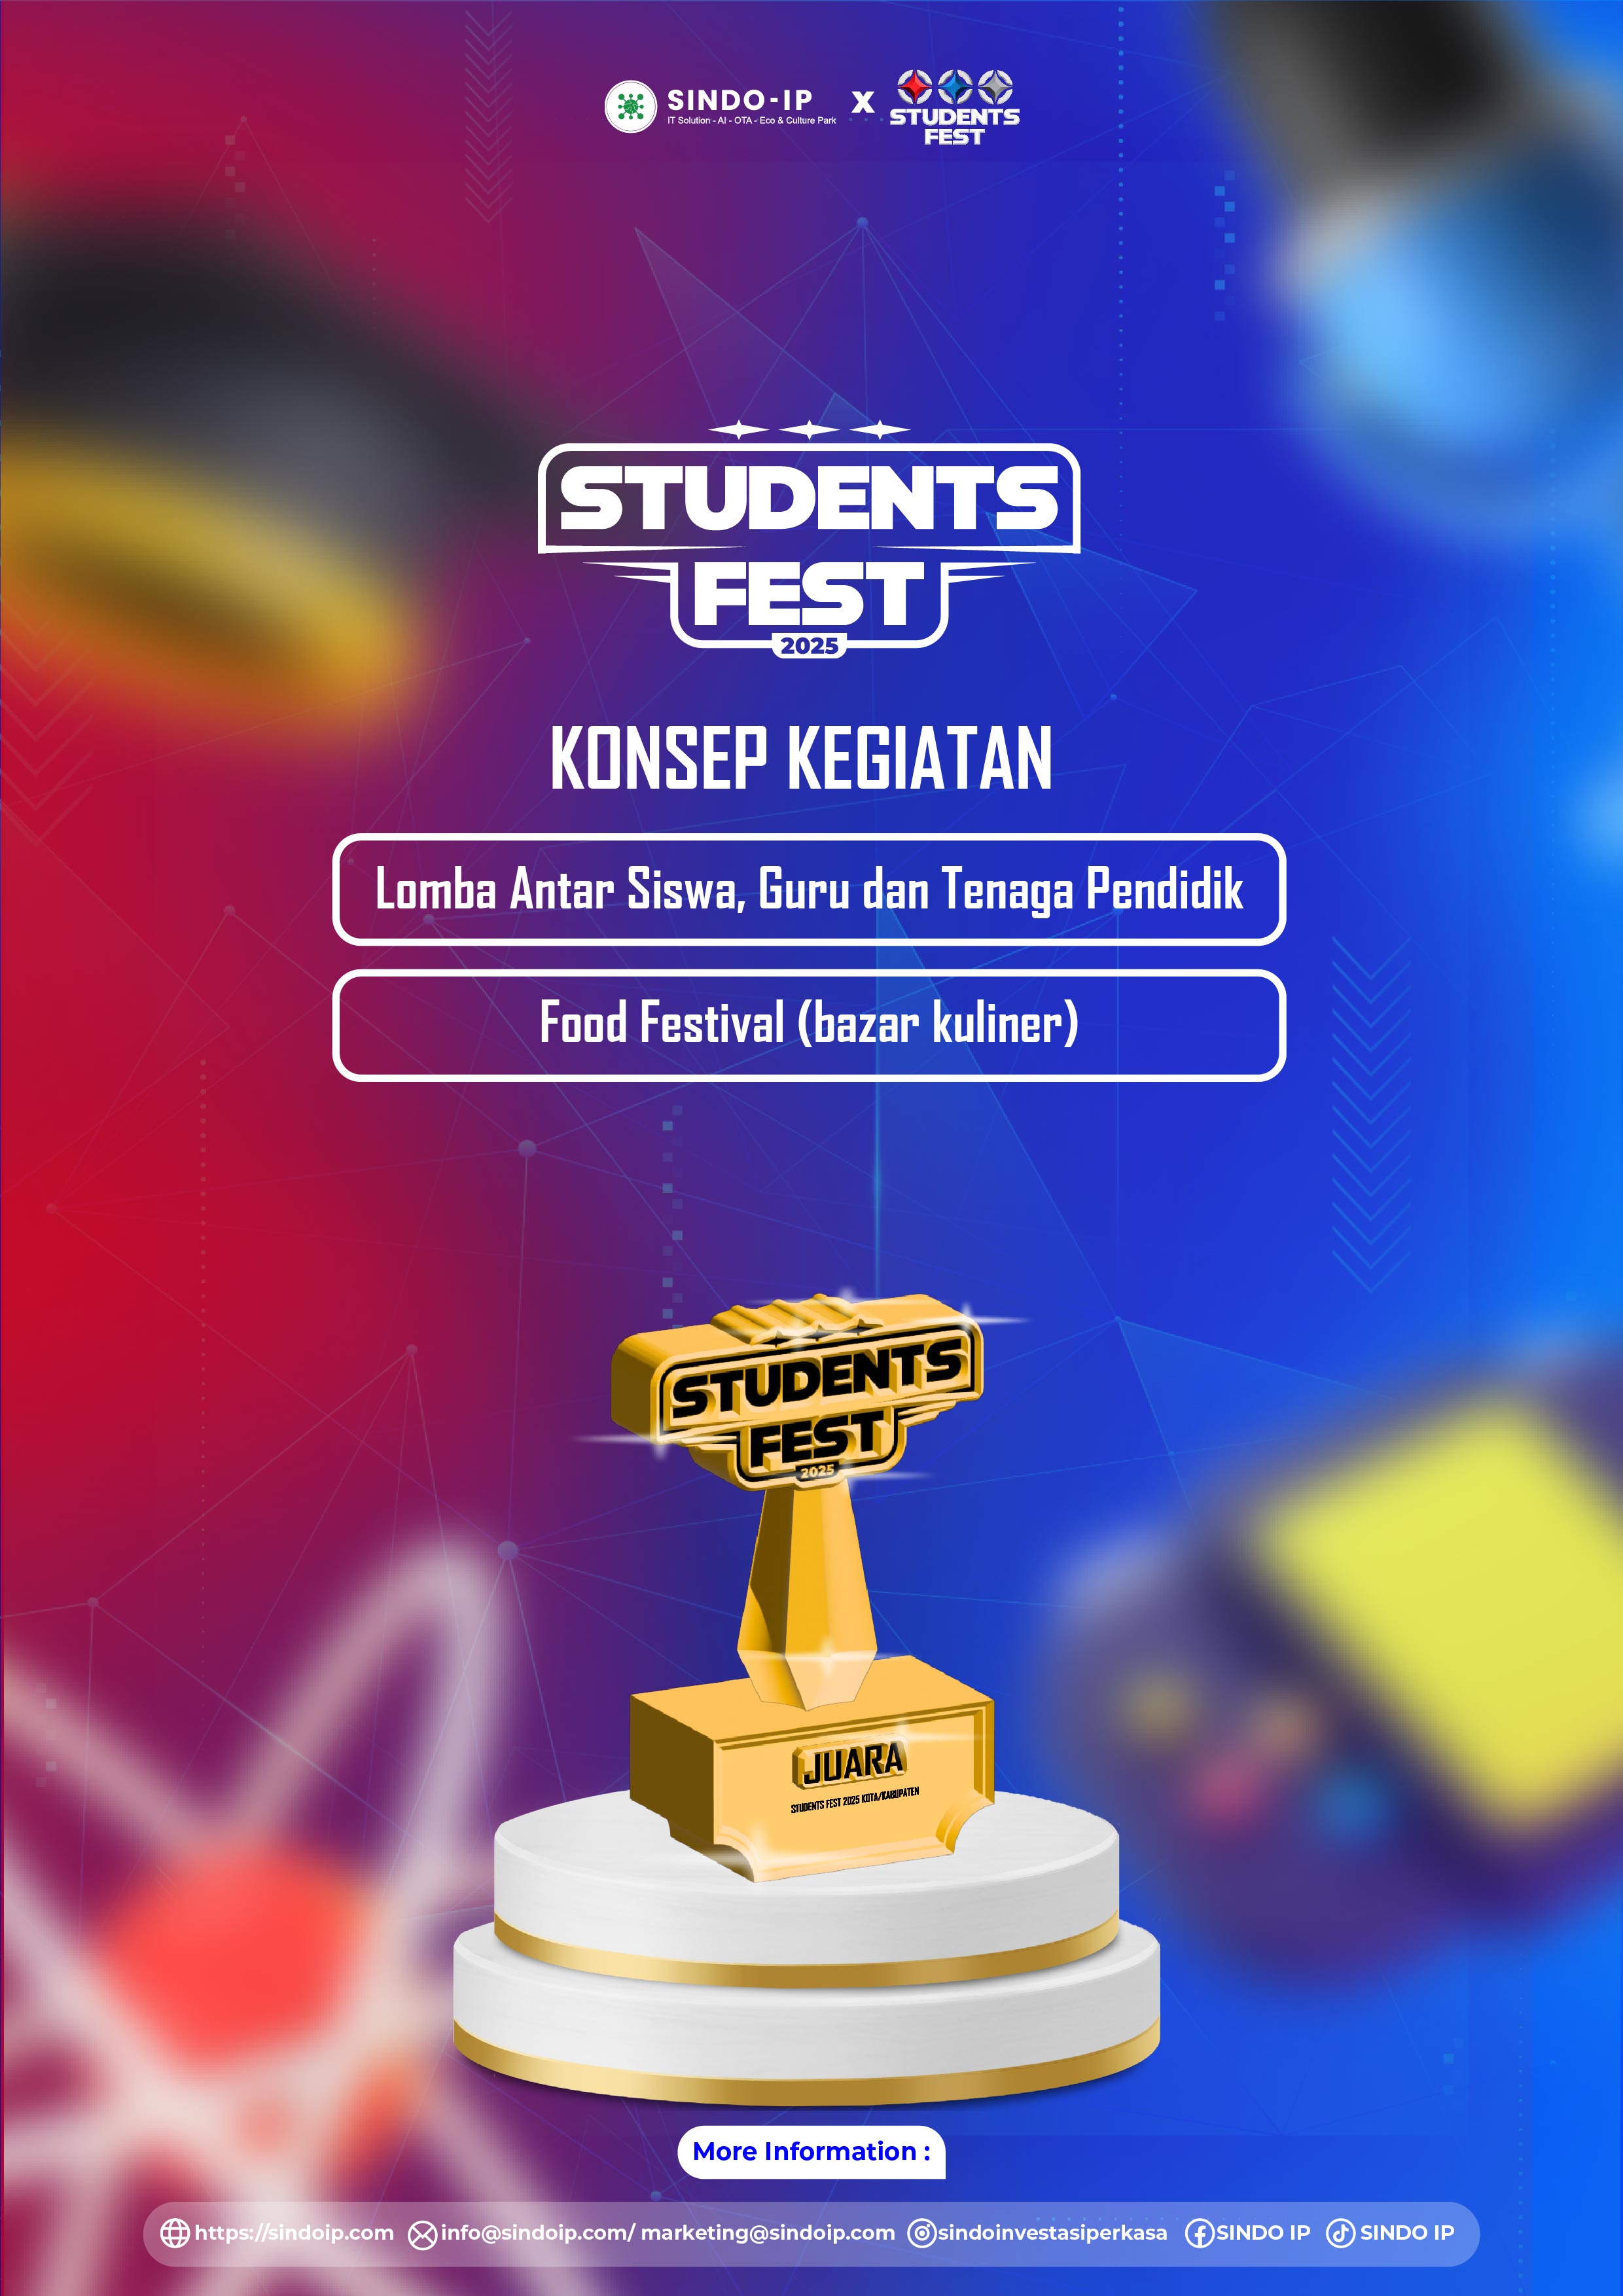 SINDO-IP
IT Solution - AI - OTA - Eco & Culture Park
X
STUDENTS
FEST
STUDENTS
FEST
2025
KONSEP KEGIATAN
Lomba Antar Siswa, Guru dan Tenaga Pendidik
Food Festival (bazar kuliner)
STUDENTS
FEST
2025
JUARA
STUDENTS FEST 2025 KOTA/KABUPATEN
More Information :
https://sindoip.com info@sindoip.com/ marketing@sindoip.com sindoinvestasiperkasa SINDO IP SINDO IP